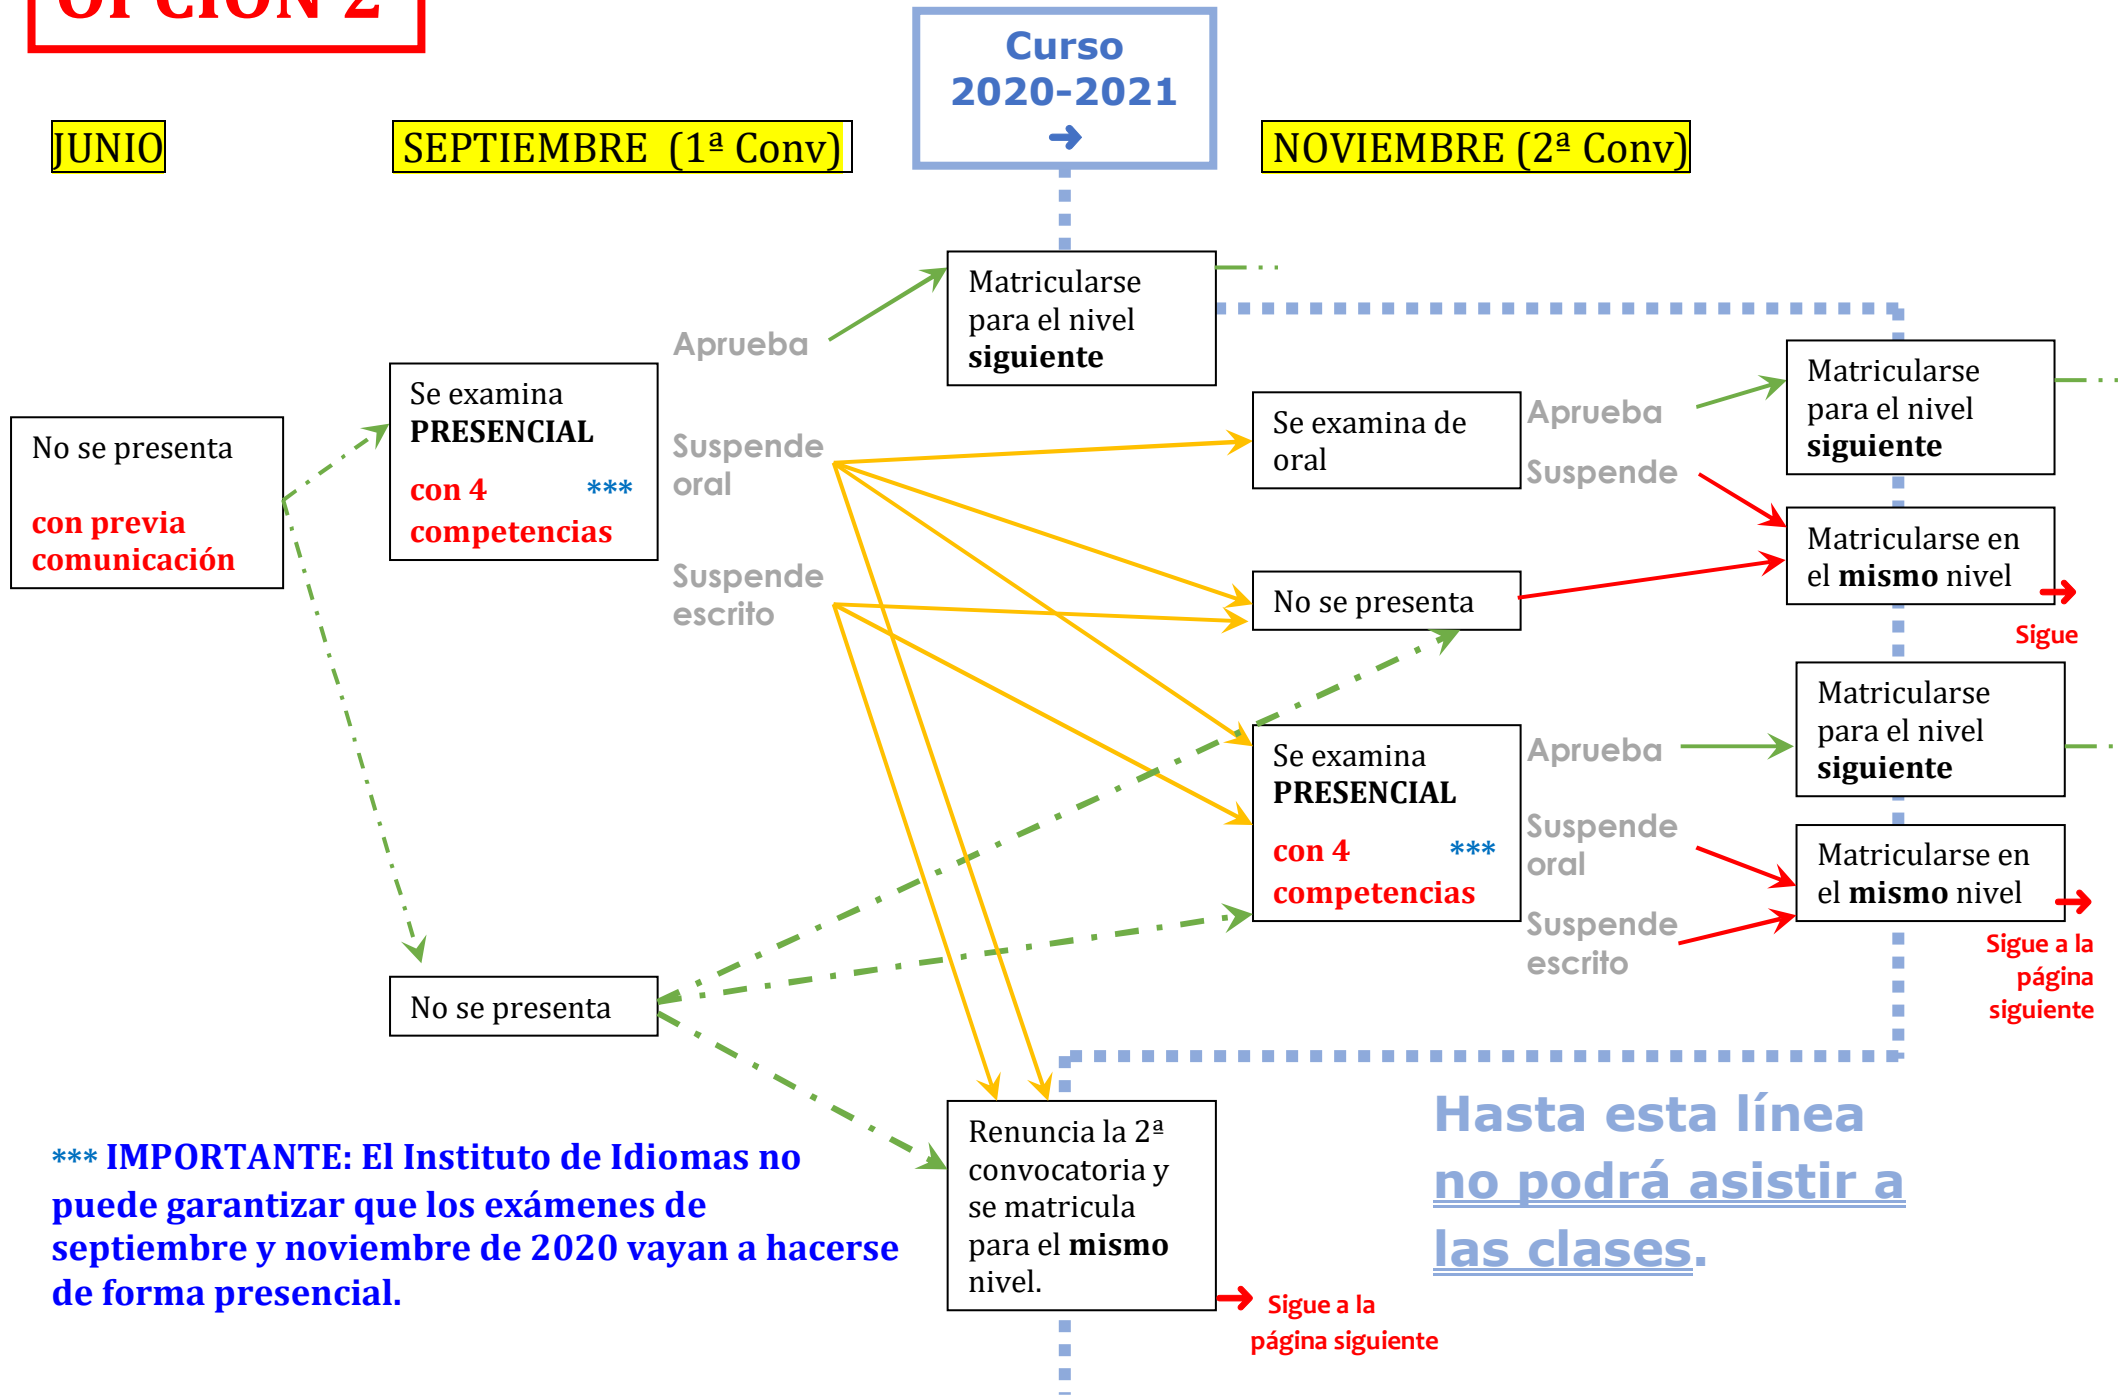 OPCIÓN 2
Curso
2020-2021
➔
JUNIO
SEPTIEMBRE (1ª Conv)
NOVIEMBRE (2ª Conv)
No se presenta
con previa
comunicación
Se examina
PRESENCIAL
con 4 ***
competencias
No se presenta
Aprueba
Suspende
oral
Suspende
escrito
Matricularse
para el nivel
siguiente
Se examina de
oral
No se presenta
Se examina
PRESENCIAL
con 4 ***
competencias
Aprueba
Suspende
Aprueba
Suspende
oral
Suspende
escrito
Matricularse
para el nivel
siguiente
Matricularse en
el mismo nivel
➔
Sigue
Matricularse
para el nivel
siguiente
Matricularse en
el mismo nivel
➔
Sigue a la
página
siguiente
Renuncia la 2ª
convocatoria y
se matricula
para el mismo
nivel.
➔ Sigue a la
página siguiente
*** IMPORTANTE: El Instituto de Idiomas no
puede garantizar que los exámenes de
septiembre y noviembre de 2020 vayan a hacerse
de forma presencial.
Hasta esta línea
no podrá asistir a
las clases.